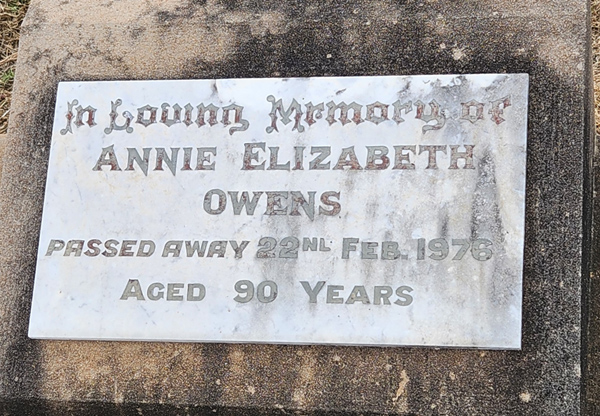 In Loving Memory of
ANNIE ELIZABETH
OWENS
PASSED AWAY 22ND FEB. 1976
AGED 90 YEARS